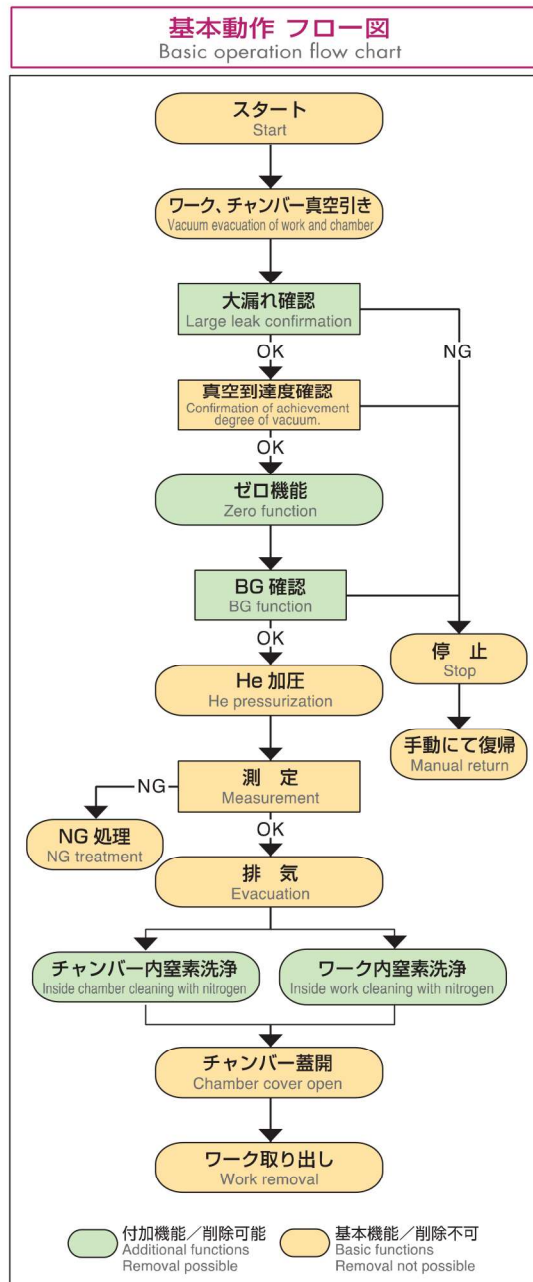 基本動作 フロー図
Basic operation flow chart
スタート
Start
ワーク、チャンバー真空引き
Vacuum evacuation of work and chamber
大漏れ確認
Large leak confirmation
NG
OK
真空到達度確認
Confirmation of achievement
degree of vacuum.
OK
ゼロ機能
Zero function
BG 確認
BG function
OK
停 止
Stop
He 加圧
He pressurization
手動にて復帰
Manual return
測 定
Measurement
NG
NG 処理
NG treatment
OK
排 気
Evacuation
チャンバー内窒素洗浄
Inside chamber cleaning with nitrogen
ワーク内窒素洗浄
Inside work cleaning with nitrogen
チャンバー蓋開
Chamber cover open
ワーク取り出し
Work removal
付加機能／削除可能
Additional functions
Removal possible
基本機能／削除不可
Basic functions
Removal not possible